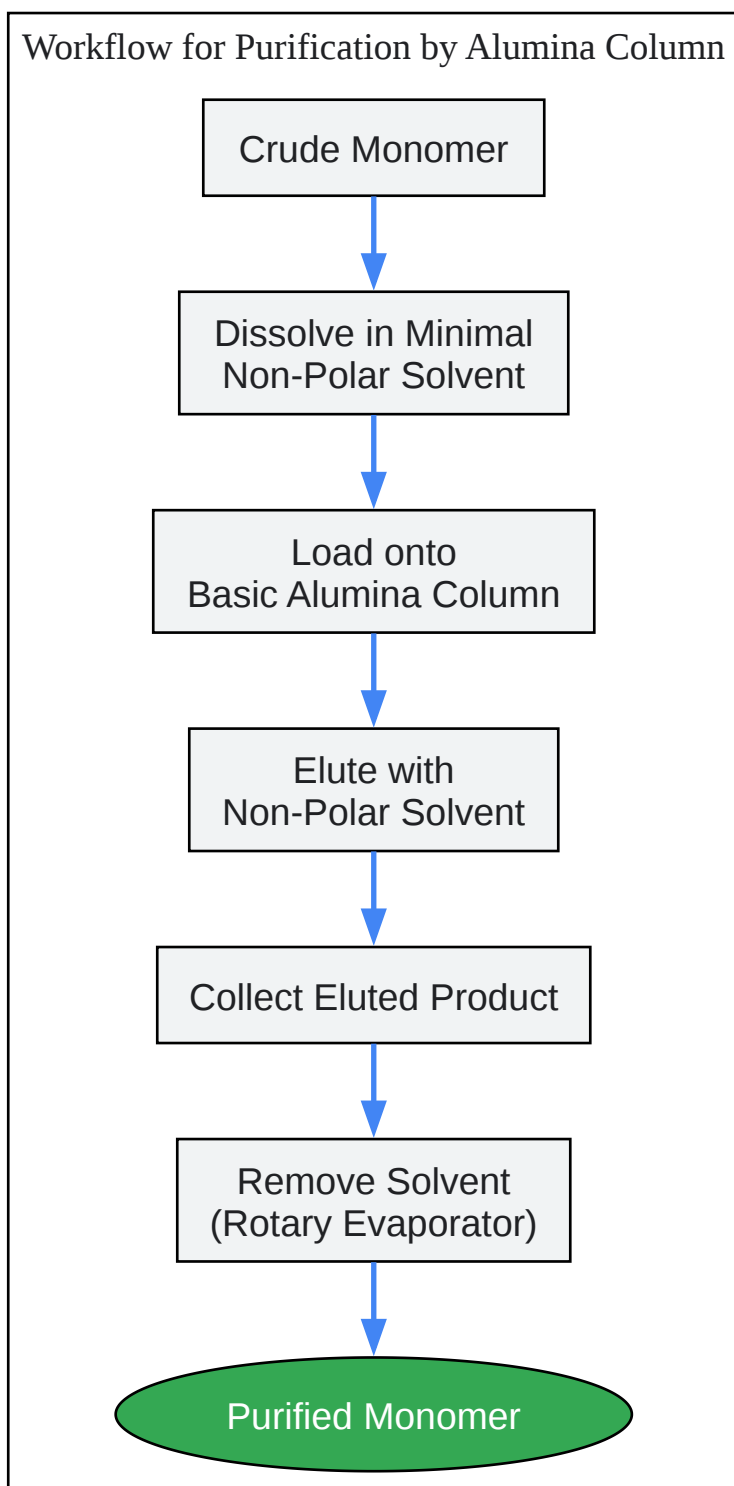 Workflow for Purification by Alumina Column
Crude Monomer
Dissolve in Minimal
Non-Polar Solvent
Load onto
Basic Alumina Column
Elute with
Non-Polar Solvent
Collect Eluted Product
Remove Solvent
(Rotary Evaporator)
Purified Monomer